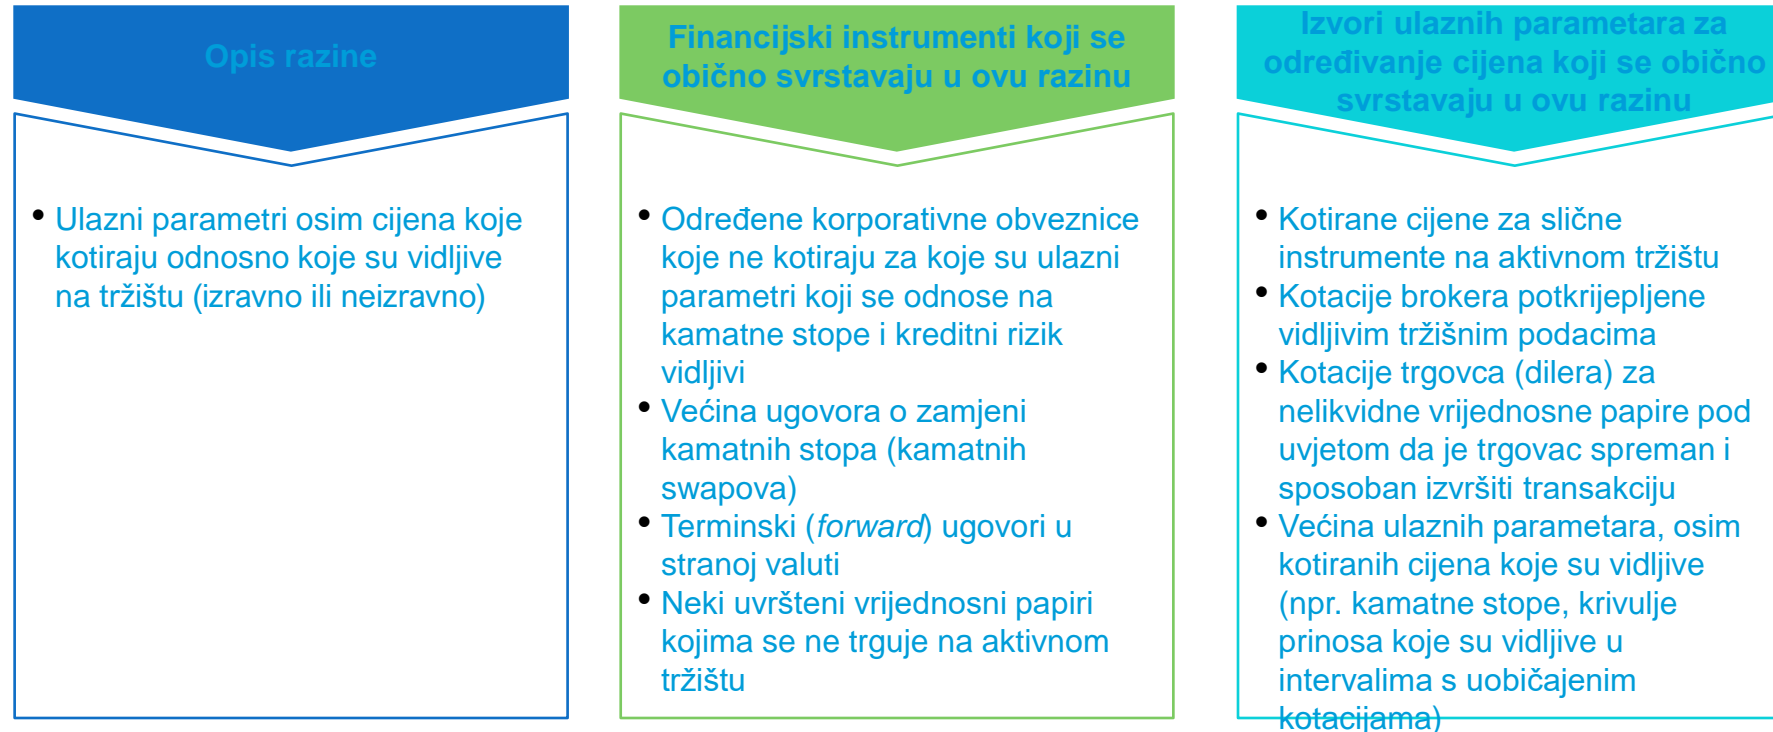 Opis razine
Ulazni parametri osim cijena koje
kotiraju odnosno koje su vidljive
na tržištu (izravno ili neizravno)
Financijski instrumenti koji se
obično svrstavaju u ovu razinu
Određene korporativne obveznice
koje ne kotiraju za koje su ulazni
parametri koji se odnose na
kamatne stope i kreditni rizik
vidljivi
Većina ugovora o zamjeni
kamatnih stopa (kamatnih
swapova)
Terminski (forward) ugovori u
stranoj valuti
Neki uvršteni vrijednosni papiri
kojima se ne trguje na aktivnom
tržištu
Izvori ulaznih parametara za
određivanje cijena koji se obično
svrstavaju u ovu razinu
Kotirane cijene za slične
instrumente na aktivnom tržištu
Kotacije brokera potkrijepljene
vidljivim tržišnim podacima
Kotacije trgovca (dilera) za
nelikvidne vrijednosne papire pod
uvjetom da je trgovac spreman i
sposoban izvršiti transakciju
Većina ulaznih parametara, osim
kotiranih cijena koje su vidljive
(npr. kamatne stope, krivulje
prinosa koje su vidljive u
intervalima s uobičajenim
kotacijama)